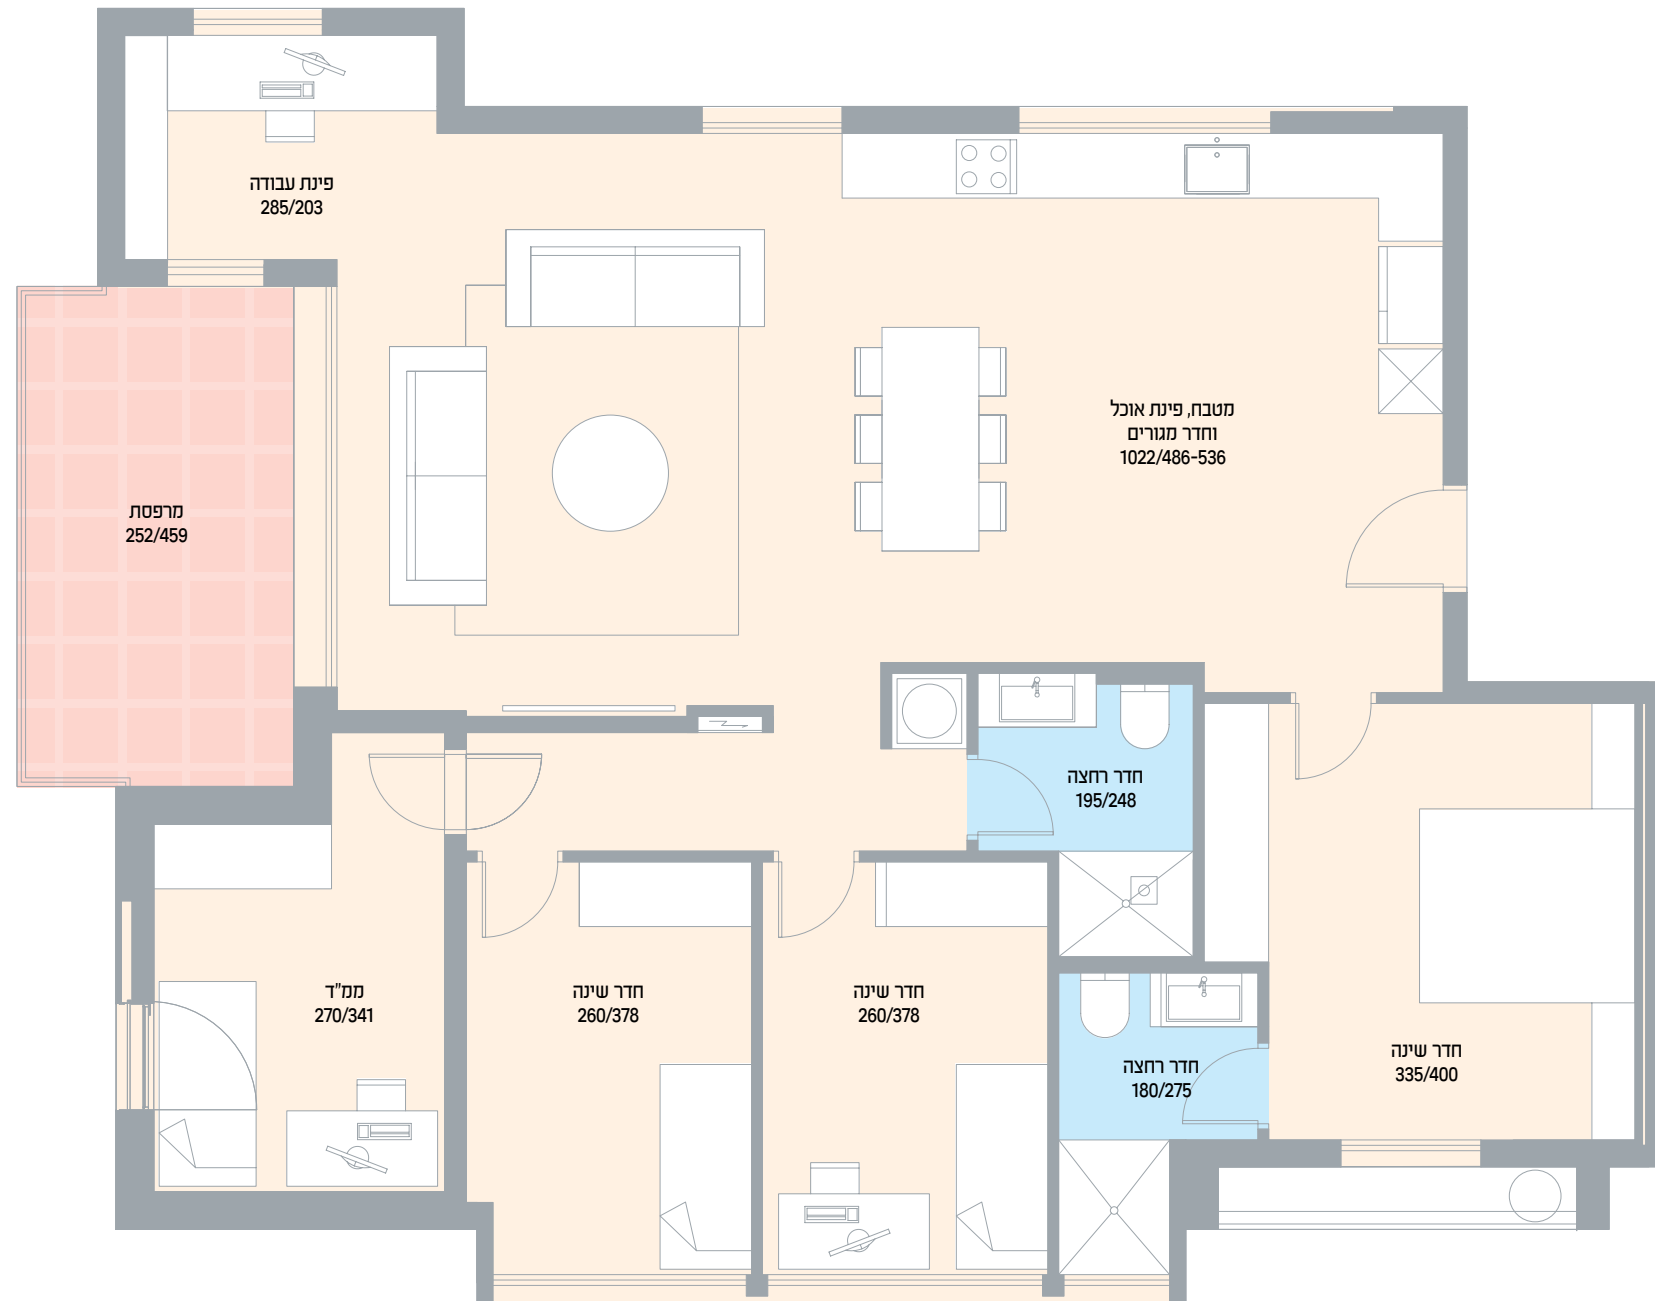 פינת עבודה
285/203
מטבח, פינת אוכל
וחדר מגורים
1022/486-536
מרפסת
252/459
חדר רחצה
195/248
ממ"ד
270/341
חדר שינה
260/378
חדר שינה
260/378
חדר רחצה
180/275
חדר שינה
335/400